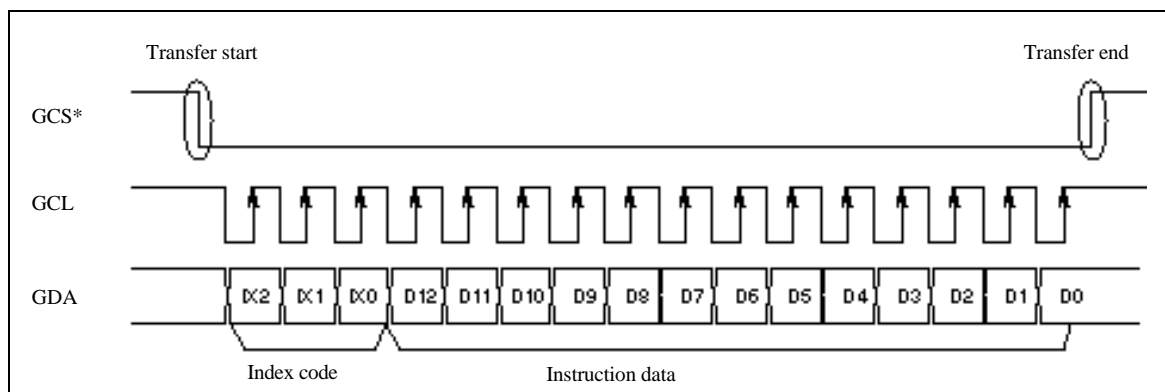 Transfer start Transfer end
GCS*
GCL
GDA IX2 IX1 IX0 D12 D11 D10 D9 D8 D7 D6 D5 D4 D3 D2 D1 D0
Index code Instruction data